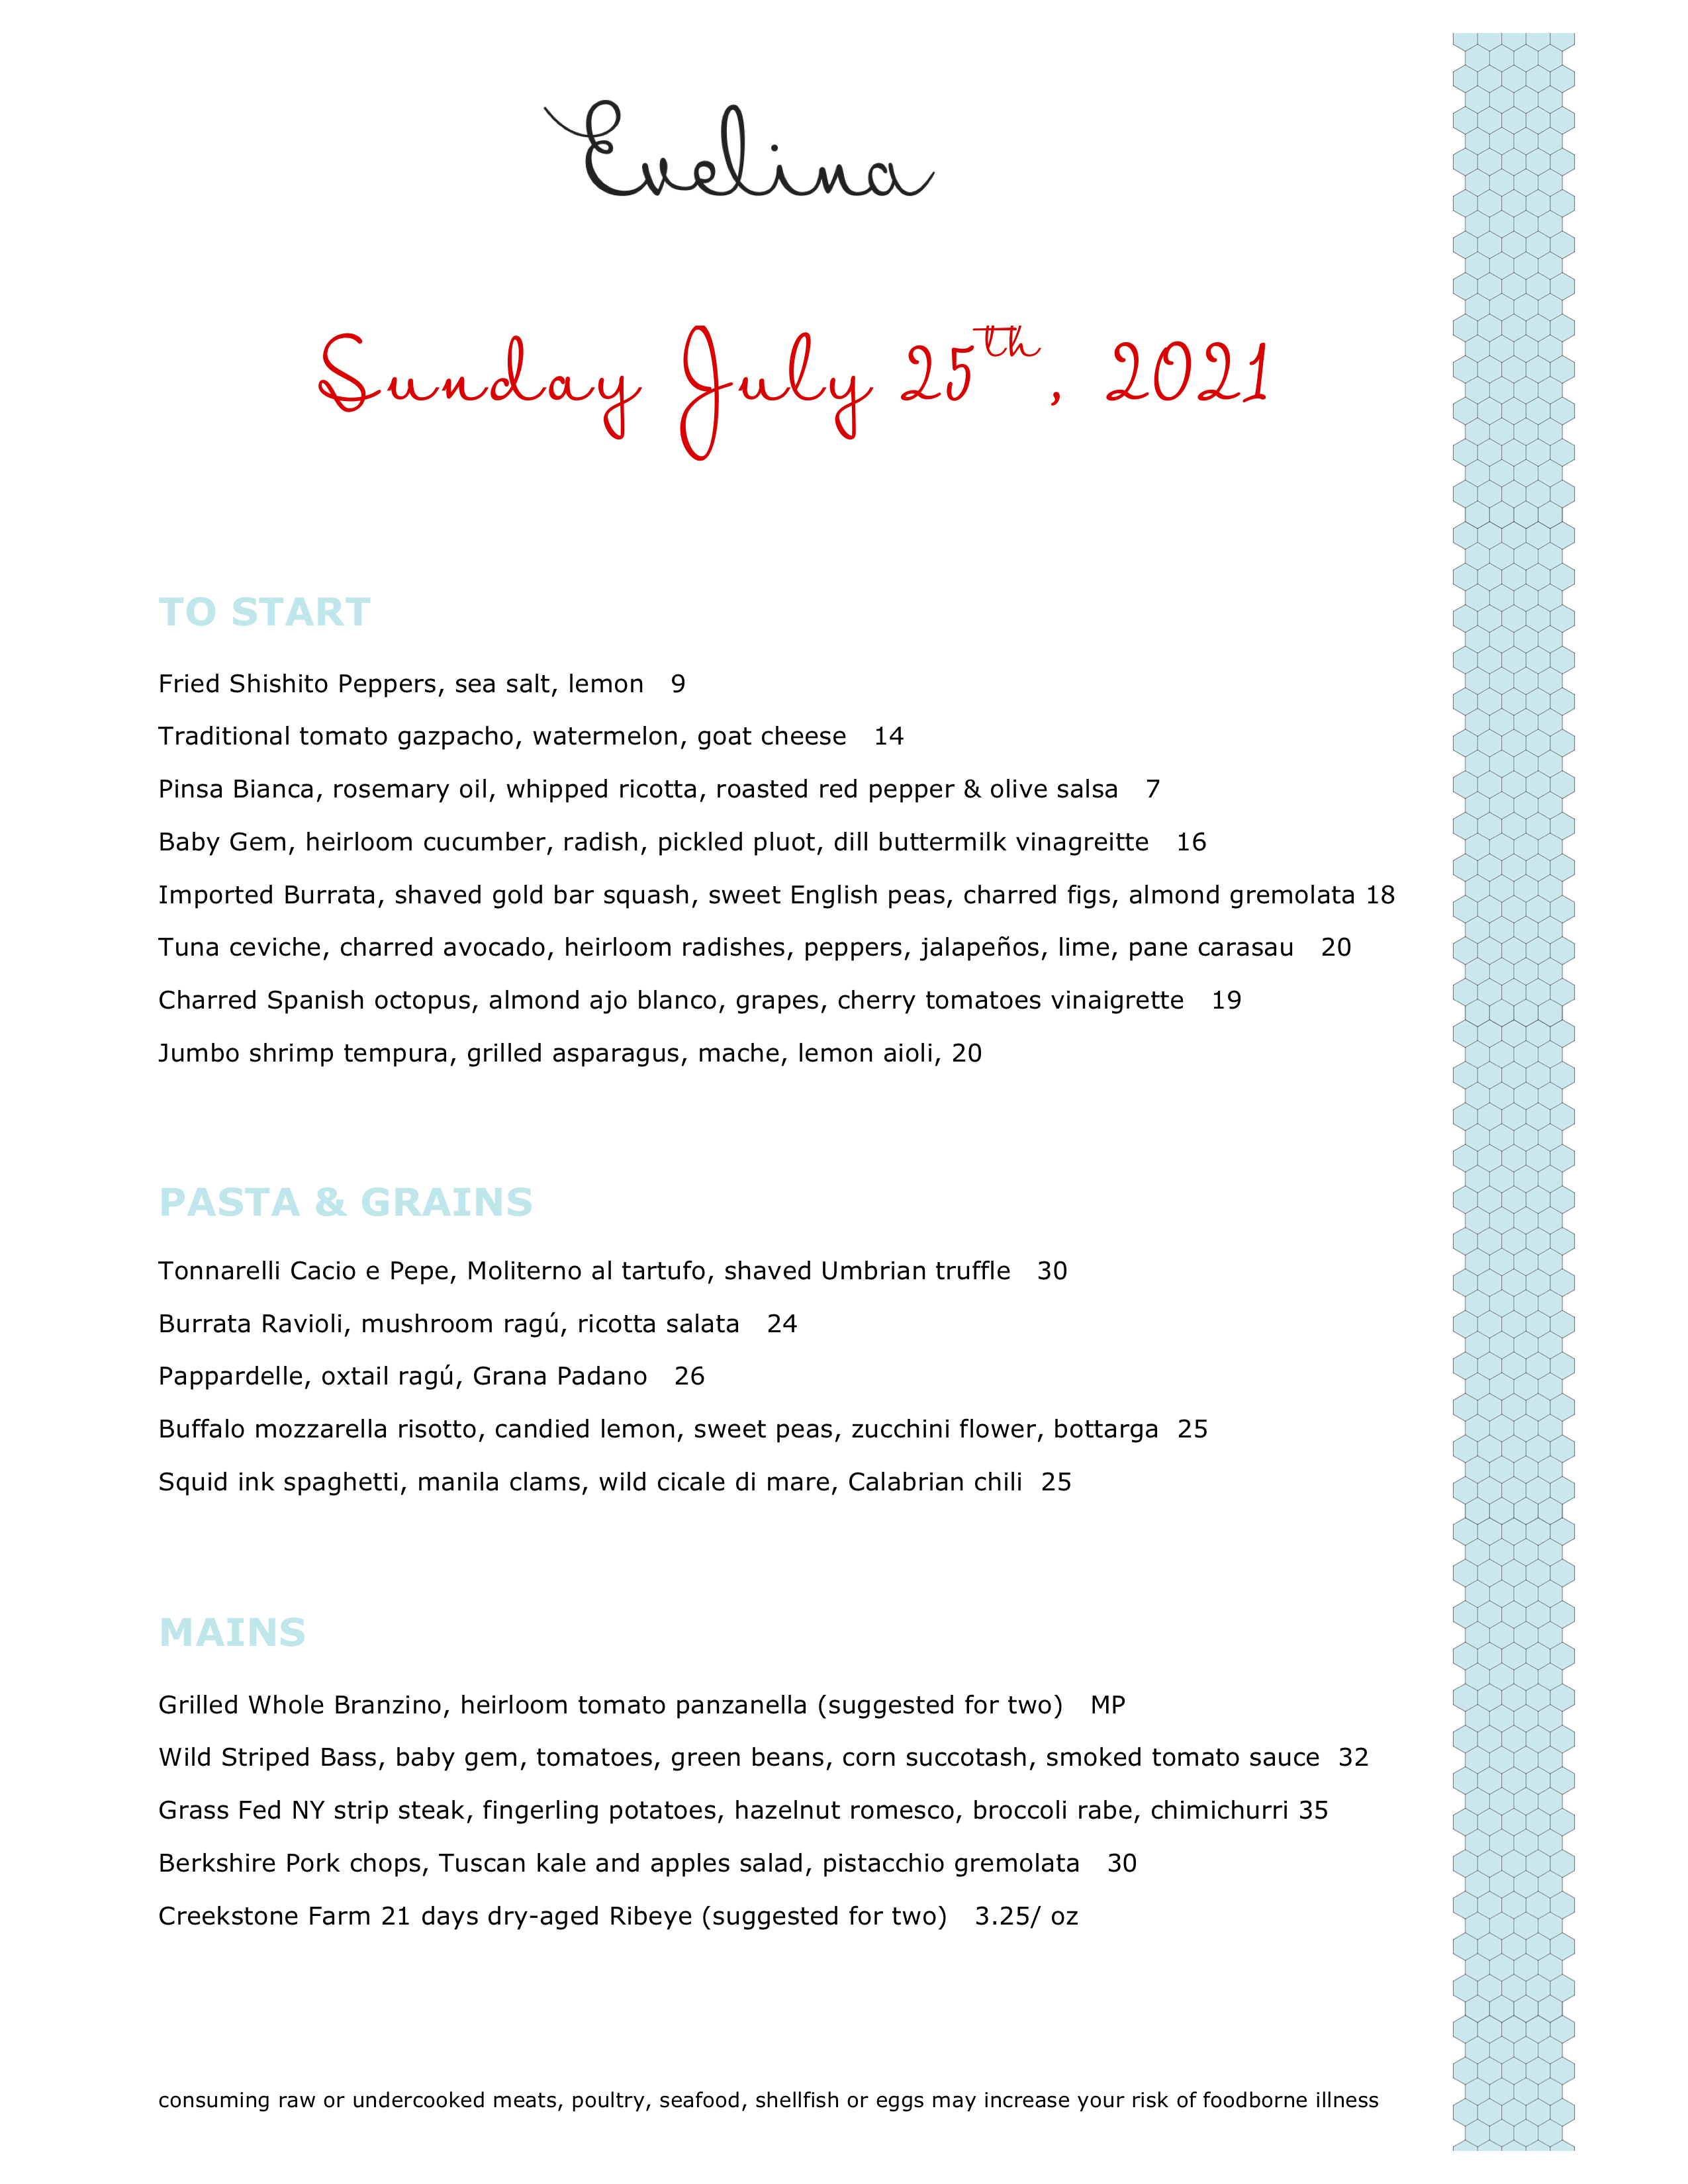 Evelina
Sunday July 25th, 2021
TO START
Fried Shishito Peppers, sea salt, lemon 9
Traditional tomato gazpacho, watermelon, goat cheese 14
Pinsa Bianca, rosemary oil, whipped ricotta, roasted red pepper & olive salsa 7
Baby Gem, heirloom cucumber, radish, pickled pluot, dill buttermilk vinagreitte 16
Imported Burrata, shaved gold bar squash, sweet English peas, charred figs, almond gremolata 18
Tuna ceviche, charred avocado, heirloom radishes, peppers, jalapeños, lime, pane carasau 20
Charred Spanish octopus, almond ajo blanco, grapes, cherry tomatoes vinaigrette 19
Jumbo shrimp tempura, grilled asparagus, mache, lemon aioli, 20
PASTA & GRAINS
Tonnarelli Cacio e Pepe, Moliterno al tartufo, shaved Umbrian truffle 30
Burrata Ravioli, mushroom ragú, ricotta salata 24
Pappardelle, oxtail ragú, Grana Padano 26
Buffalo mozzarella risotto, candied lemon, sweet peas, zucchini flower, bottarga 25
Squid ink spaghetti, manila clams, wild cicale di mare, Calabrian chili 25
MAINS
Grilled Whole Branzino, heirloom tomato panzanella (suggested for two) MP
Wild Striped Bass, baby gem, tomatoes, green beans, corn succotash, smoked tomato sauce 32
Grass Fed NY strip steak, fingerling potatoes, hazelnut romesco, broccoli rabe, chimichurri 35
Berkshire Pork chops, Tuscan kale and apples salad, pistacchio gremolata 30
Creekstone Farm 21 days dry-aged Ribeye (suggested for two) 3.25/ oz
consuming raw or undercooked meats, poultry, seafood, shellfish or eggs may increase your risk of foodborne illness